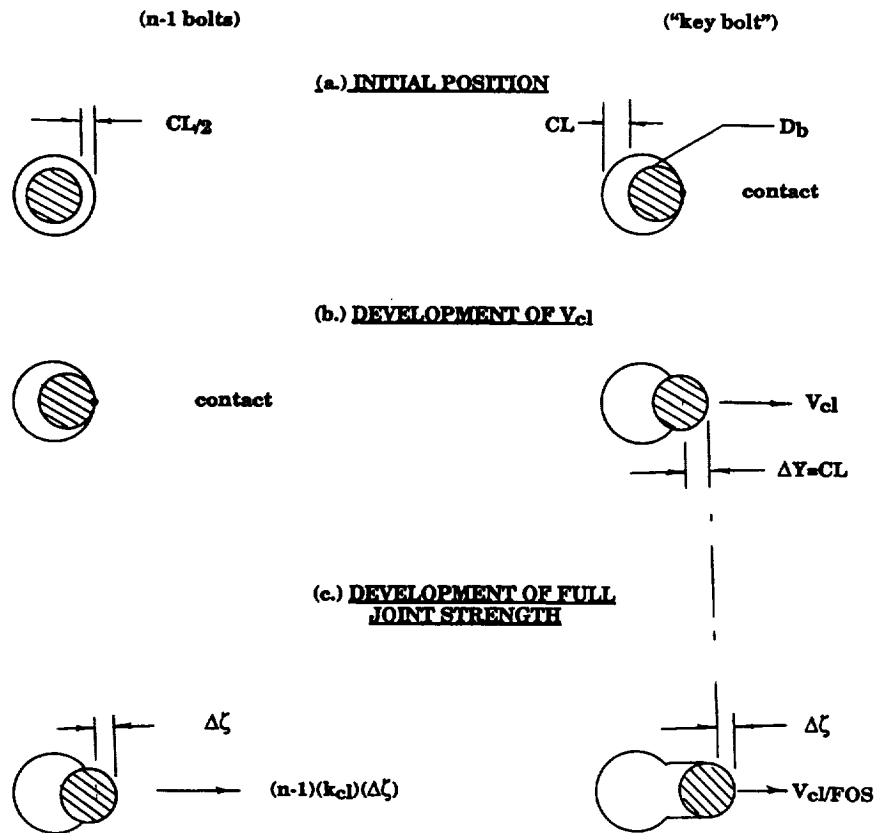 (n-1 bolts)
("key bolt")
(a.) INITIAL POSITION
CL/2
CL
Db
contact
(b.) DEVELOPMENT OF Vcl
contact
Vcl
ΔY=CL
(c.) DEVELOPMENT OF FULL
JOINT STRENGTH
Δζ
Δζ
(n-1)(kcl)(Δζ)
Vcl/FOS